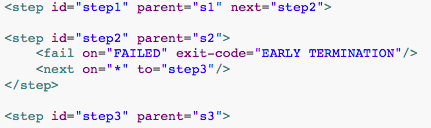 <step id="step1" parent="s1" next="step2">
<step id="step2" parent="s2">
<fail on="FAILED" exit-code="EARLY TERMINATION"/>
<next on="*" to="step3"/>
</step>
<step id="step3" parent="s3">